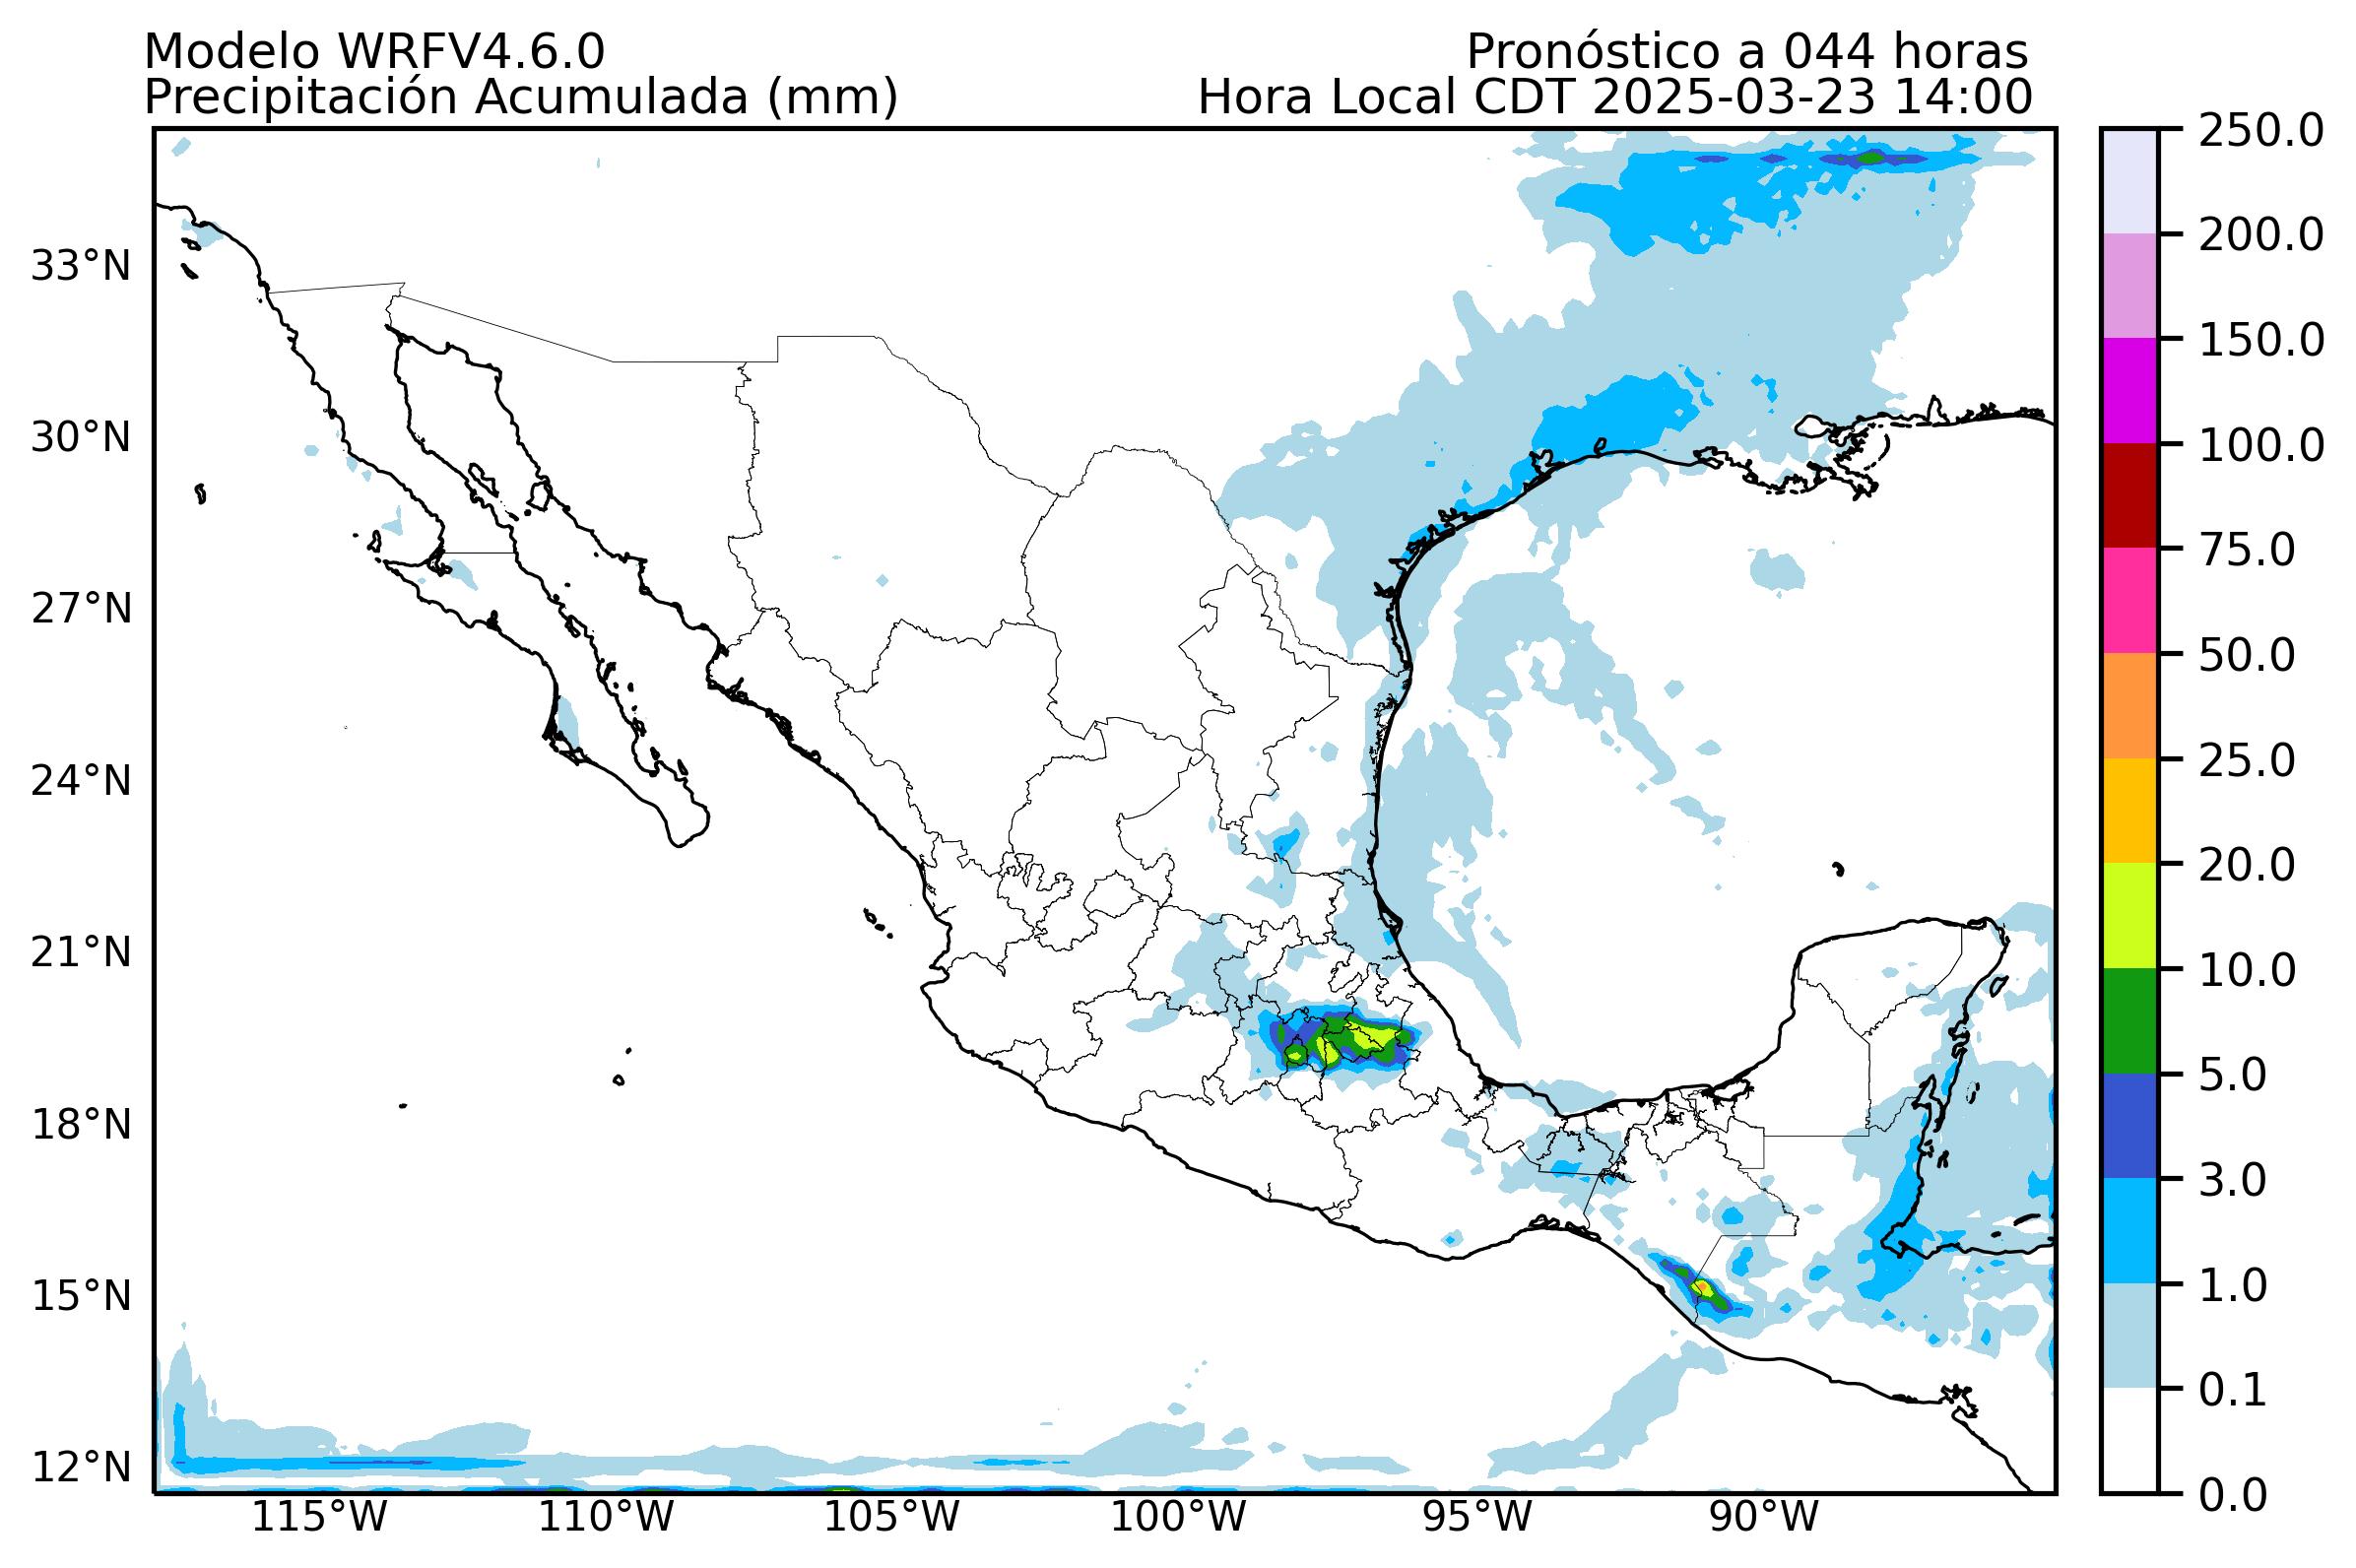 Modelo WRFV4.6.0
Pronóstico a 044 horas
Precipitación Acumulada (mm)
Hora Local CDT 2025-03-23 14:00
33°N
30°N
27°N
24°N
21°N
18°N
15°N
12°N
115°W
110°W
105°W
100°W
95°W
90°W
250.0
200.0
150.0
100.0
75.0
50.0
25.0
20.0
10.0
5.0
3.0
1.0
0.1
0.0